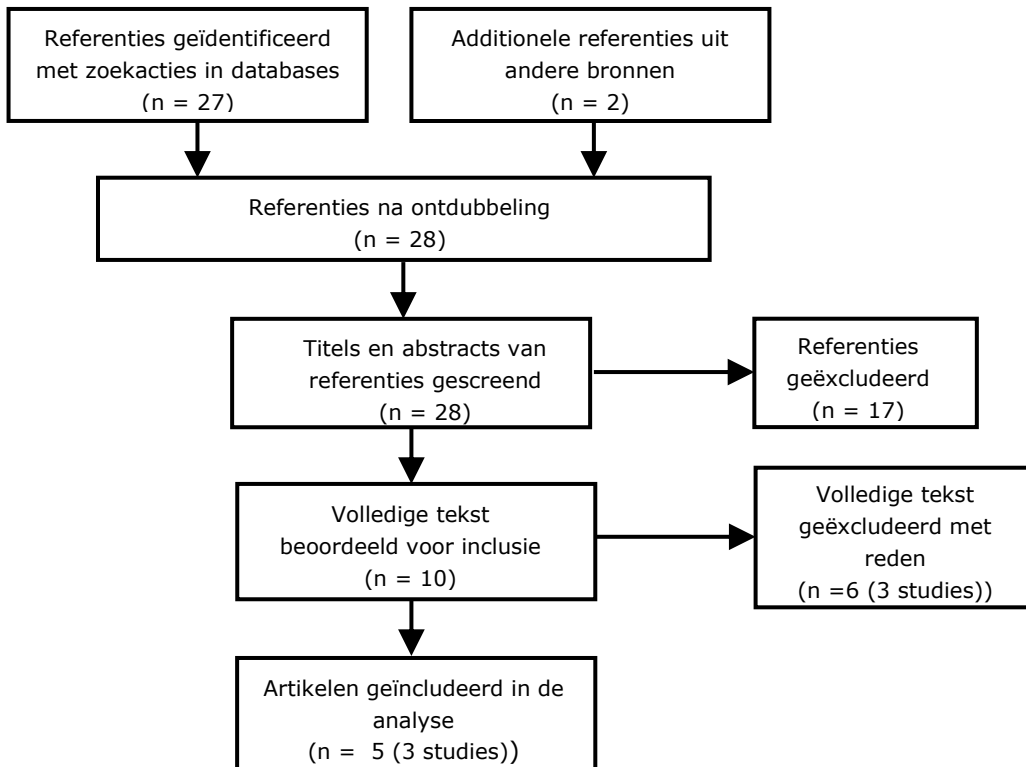 Referenties geïdentificeerd
met zoekacties in databases
(n = 27)
Additionele referenties uit
andere bronnen
(n = 2)
Referenties na ontdubbeling
(n = 28)
Titels en abstracts van
referenties gescreend
(n = 28)
Referenties
geëxcludeerd
(n = 17)
Volledige tekst
beoordeeld voor inclusie
(n = 10)
Volledige tekst
geëxcludeerd met
reden
(n =6 (3 studies))
Artikelen geïncludeerd in de
analyse
(n =  5 (3 studies))